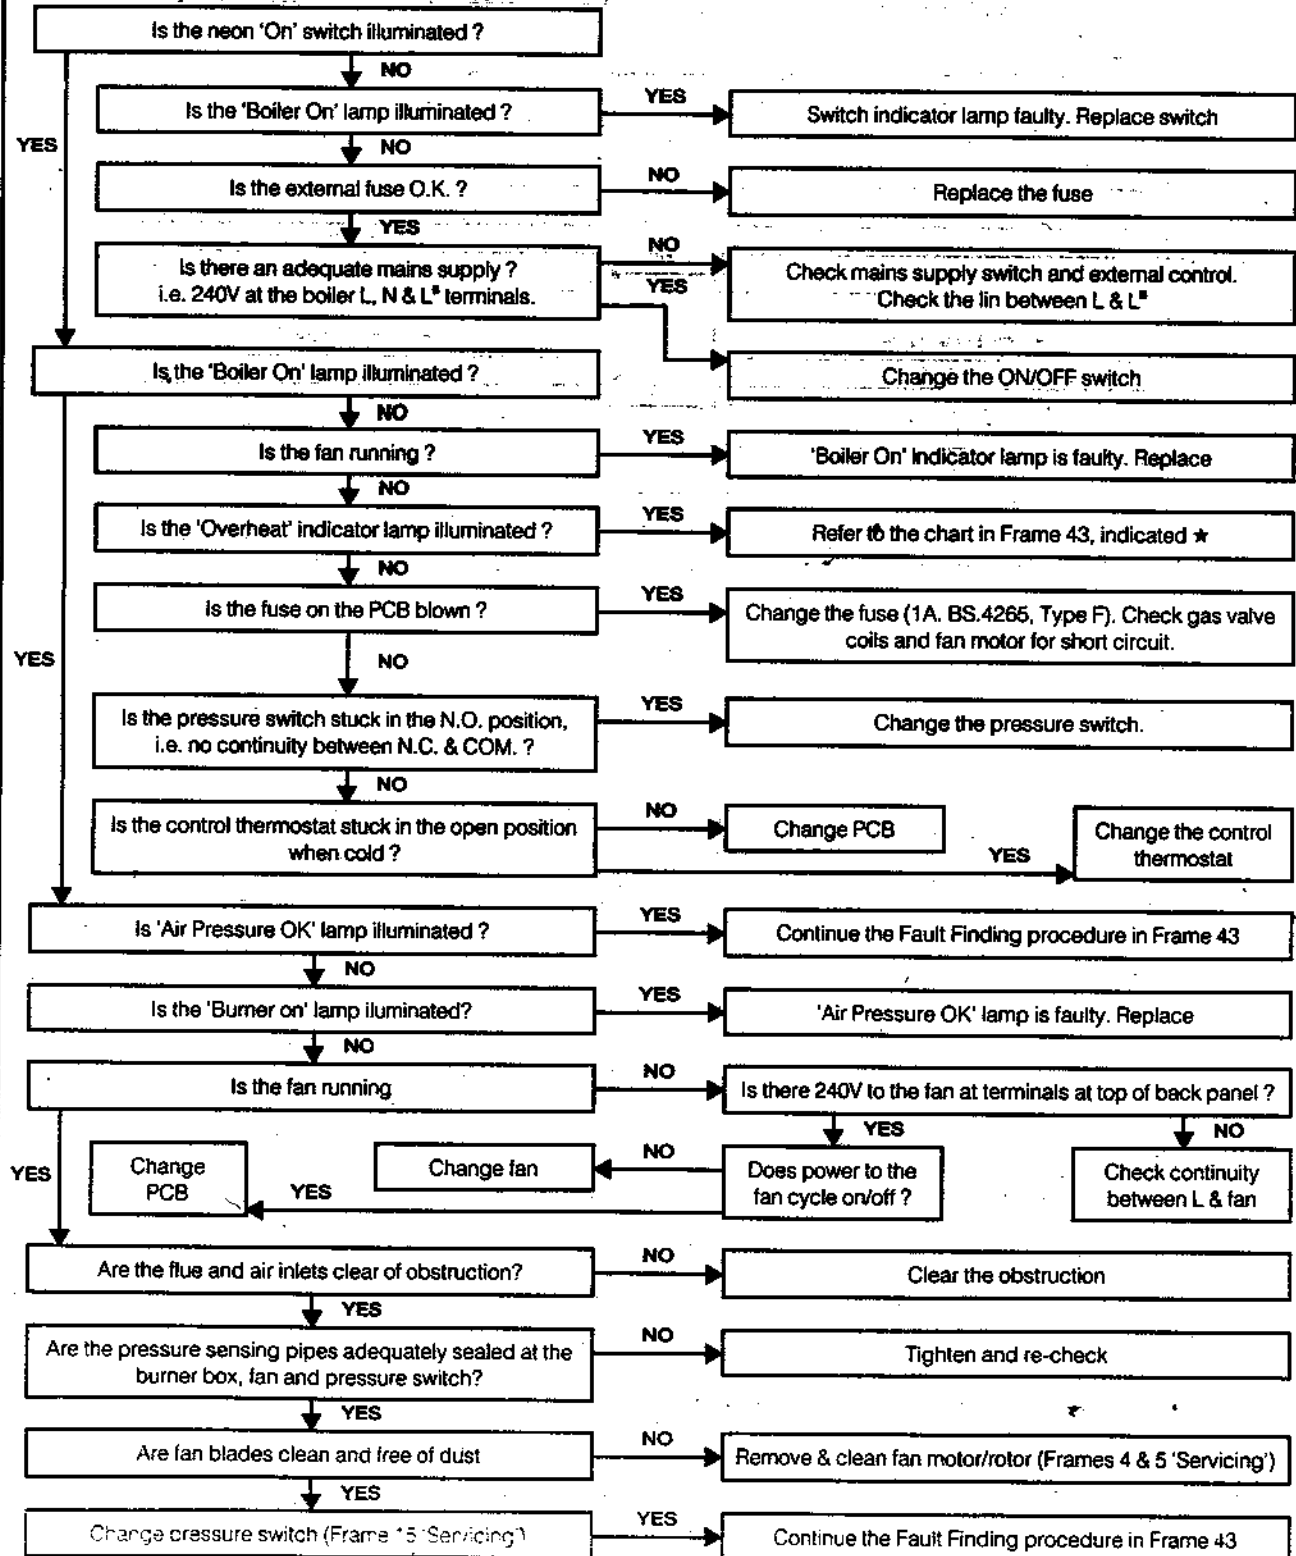 Is the neon 'On' switch illuminated ?
NO
YES
Is the 'Boiler On' lamp illuminated ?
YES
Switch indicator lamp faulty. Replace switch
NO
Is the external fuse O.K. ?
NO
Replace the fuse
YES
Is there an adequate mains supply ?
i.e. 240V at the boiler L, N & L* terminals.
NO
Check mains supply switch and external control.
Check the lin between L & L*
YES
Change the ON/OFF switch
Is the 'Boiler On' lamp illuminated ?
NO
YES
Is the fan running ?
YES
'Boiler On' Indicator lamp is faulty. Replace
NO
Is the 'Overheat' indicator lamp illuminated ?
YES
Refer to the chart in Frame 43, indicated ★
NO
Is the fuse on the PCB blown ?
YES
Change the fuse (1A. BS.4265, Type F). Check gas valve
coils and fan motor for short circuit.
NO
Is the pressure switch stuck in the N.O. position,
i.e. no continuity between N.C. & COM. ?
YES
Change the pressure switch.
NO
Is the control thermostat stuck in the open position
when cold ?
NO
Change PCB
YES
Change the control
thermostat
Is 'Air Pressure OK' lamp illuminated ?
YES
Continue the Fault Finding procedure in Frame 43
NO
Is the 'Burner on' lamp iluminated?
YES
'Air Pressure OK' lamp is faulty. Replace
NO
Is the fan running
NO
Is there 240V to the fan at terminals at top of back panel ?
YES
NO
YES
Change
PCB
YES
Change fan
NO
Does power to the
fan cycle on/off ?
Check continuity
between L & fan
Are the flue and air inlets clear of obstruction?
NO
Clear the obstruction
YES
Are the pressure sensing pipes adequately sealed at the
burner box, fan and pressure switch?
NO
Tighten and re-check
YES
Are fan blades clean and free of dust
NO
Remove & clean fan motor/rotor (Frames 4 & 5 'Servicing')
YES
Change pressure switch (Frame 15 'Servicing')
YES
Continue the Fault Finding procedure in Frame 43